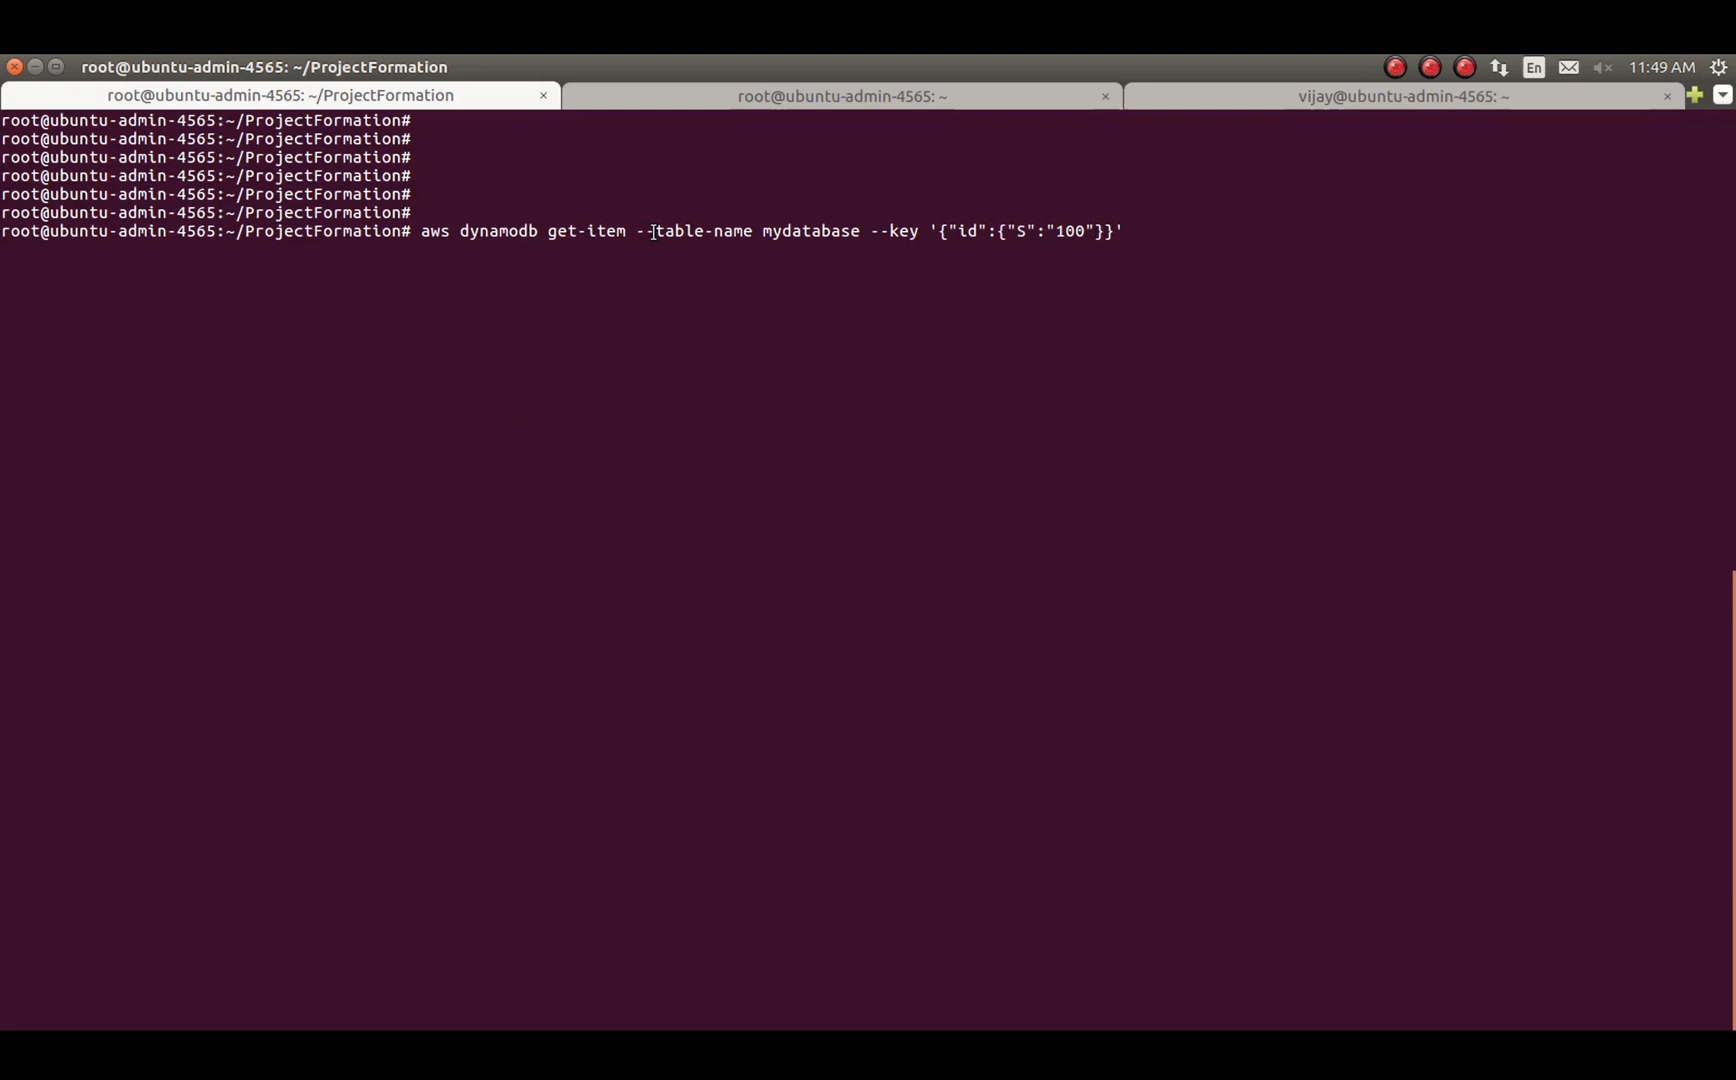 root@ubuntu-admin-4565: ~/ProjectFormation
En
11:49 AM
root@ubuntu-admin-4565: ~/ProjectFormation ×
root@ubuntu-admin-4565: ~ ×
vijay@ubuntu-admin-4565: ~ ×
root@ubuntu-admin-4565:~/ProjectFormation#
root@ubuntu-admin-4565:~/ProjectFormation#
root@ubuntu-admin-4565:~/ProjectFormation#
root@ubuntu-admin-4565:~/ProjectFormation#
root@ubuntu-admin-4565:~/ProjectFormation#
root@ubuntu-admin-4565:~/ProjectFormation#
root@ubuntu-admin-4565:~/ProjectFormation# aws dynamodb get-item --table-name mydatabase --key '{"id":{"S":"100"}}'